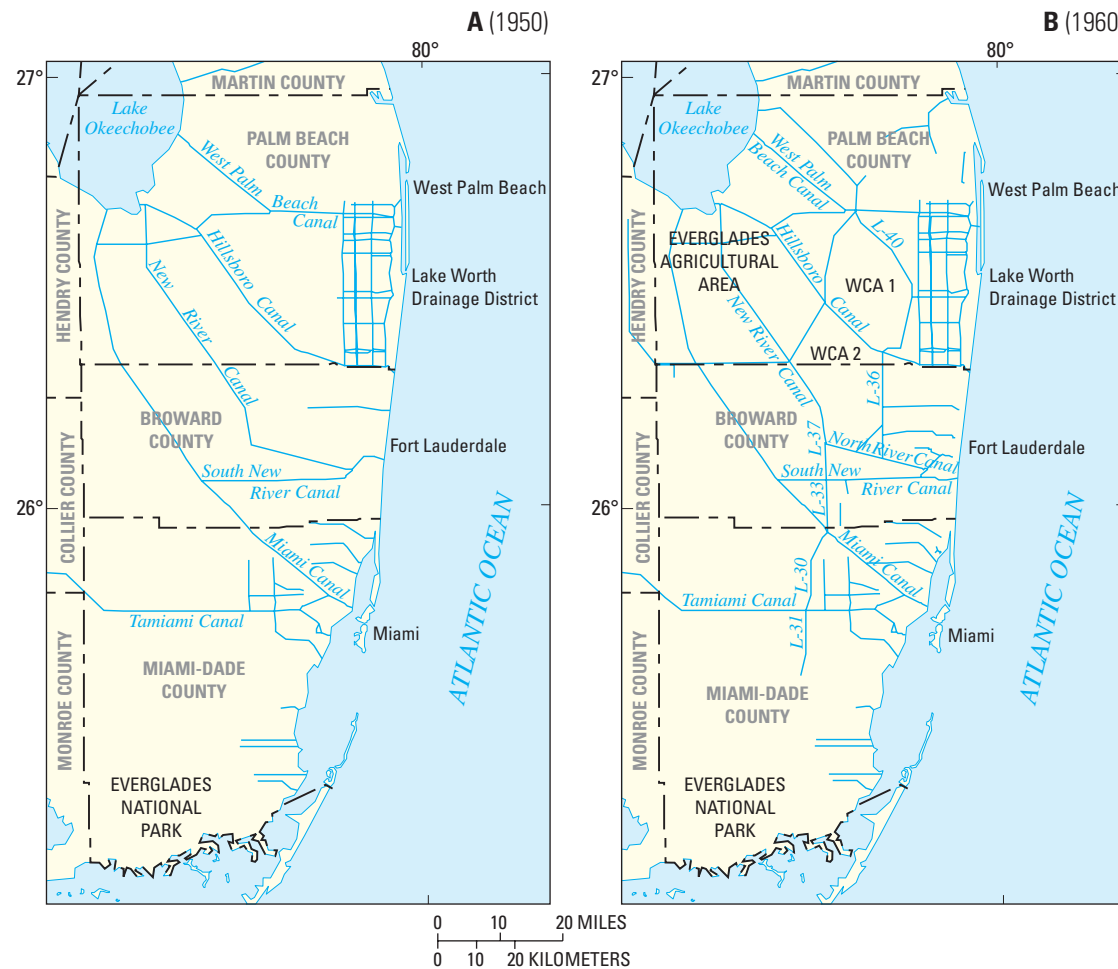 A (1950)
80°
27°
MARTIN COUNTY
Lake
Okeechobee
PALM BEACH
COUNTY
West Palm
Beach
Canal
West Palm Beach
HENDRY COUNTY
Hillsboro
Canal
New
River
Canal
Lake Worth
Drainage District
BROWARD
COUNTY
Fort Lauderdale
South New
River Canal
26°
COLLIER COUNTY
Miami Canal
Tamiami Canal
Miami
ATLANTIC OCEAN
MIAMI-DADE
COUNTY
MONROE COUNTY
EVERGLADES
NATIONAL
PARK
B (1960
80°
27°
MARTIN COUNTY
Lake
Okeechobee
PALM BEACH
COUNTY
West Palm
Beach Canal
West Palm Beach
HENDRY COUNTY
EVERGLADES
AGRICULTURAL
AREA
Hillsboro
Canal
L-40
WCA 1
Lake Worth
Drainage District
New River
Canal
WCA 2
L-36
BROWARD
COUNTY
L-37
North River Canal
Fort Lauderdale
South New
River Canal
L-33
26°
COLLIER COUNTY
Miami Canal
L-30
Tamiami Canal
L-31
Miami
ATLANTIC OCEAN
MIAMI-DADE
COUNTY
MONROE COUNTY
EVERGLADES
NATIONAL
PARK
0 10 20 MILES
0 10 20 KILOMETERS